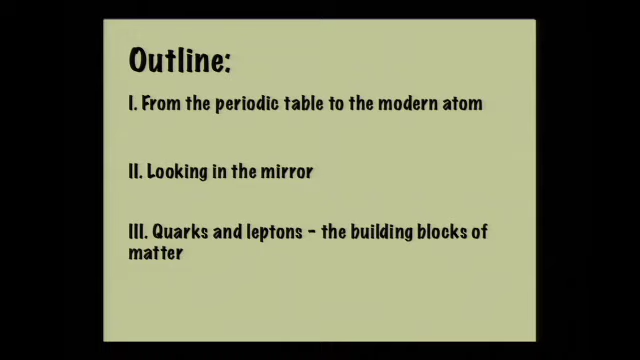 Outline:
I. From the periodic table to the modern atom
II. Looking in the mirror
III. Quarks and leptons - the building blocks of
matter